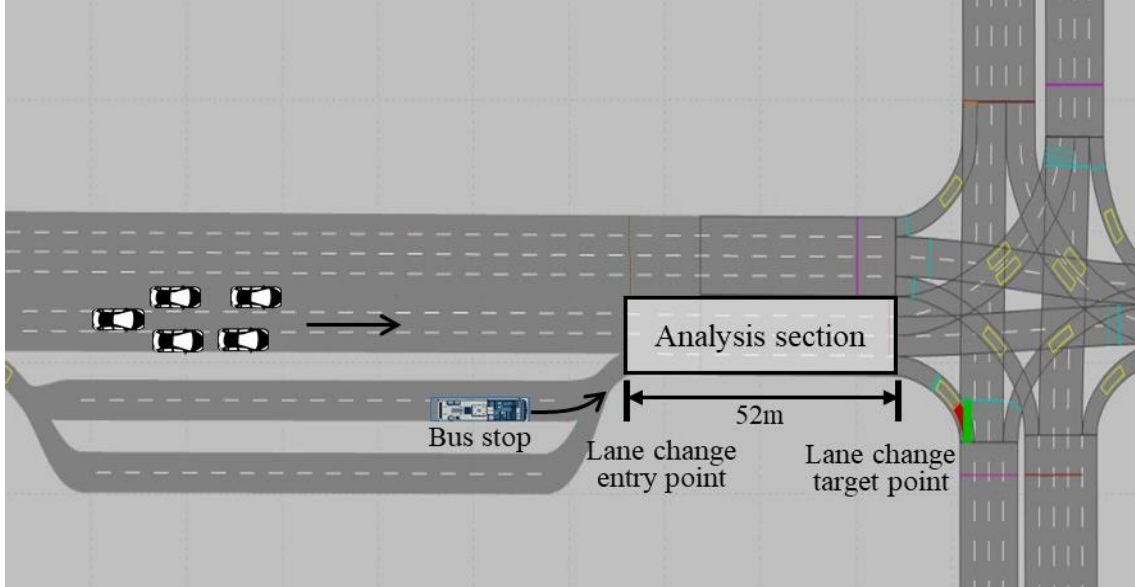 Analysis section
52m
Bus stop
Lane change
entry point
Lane change
target point